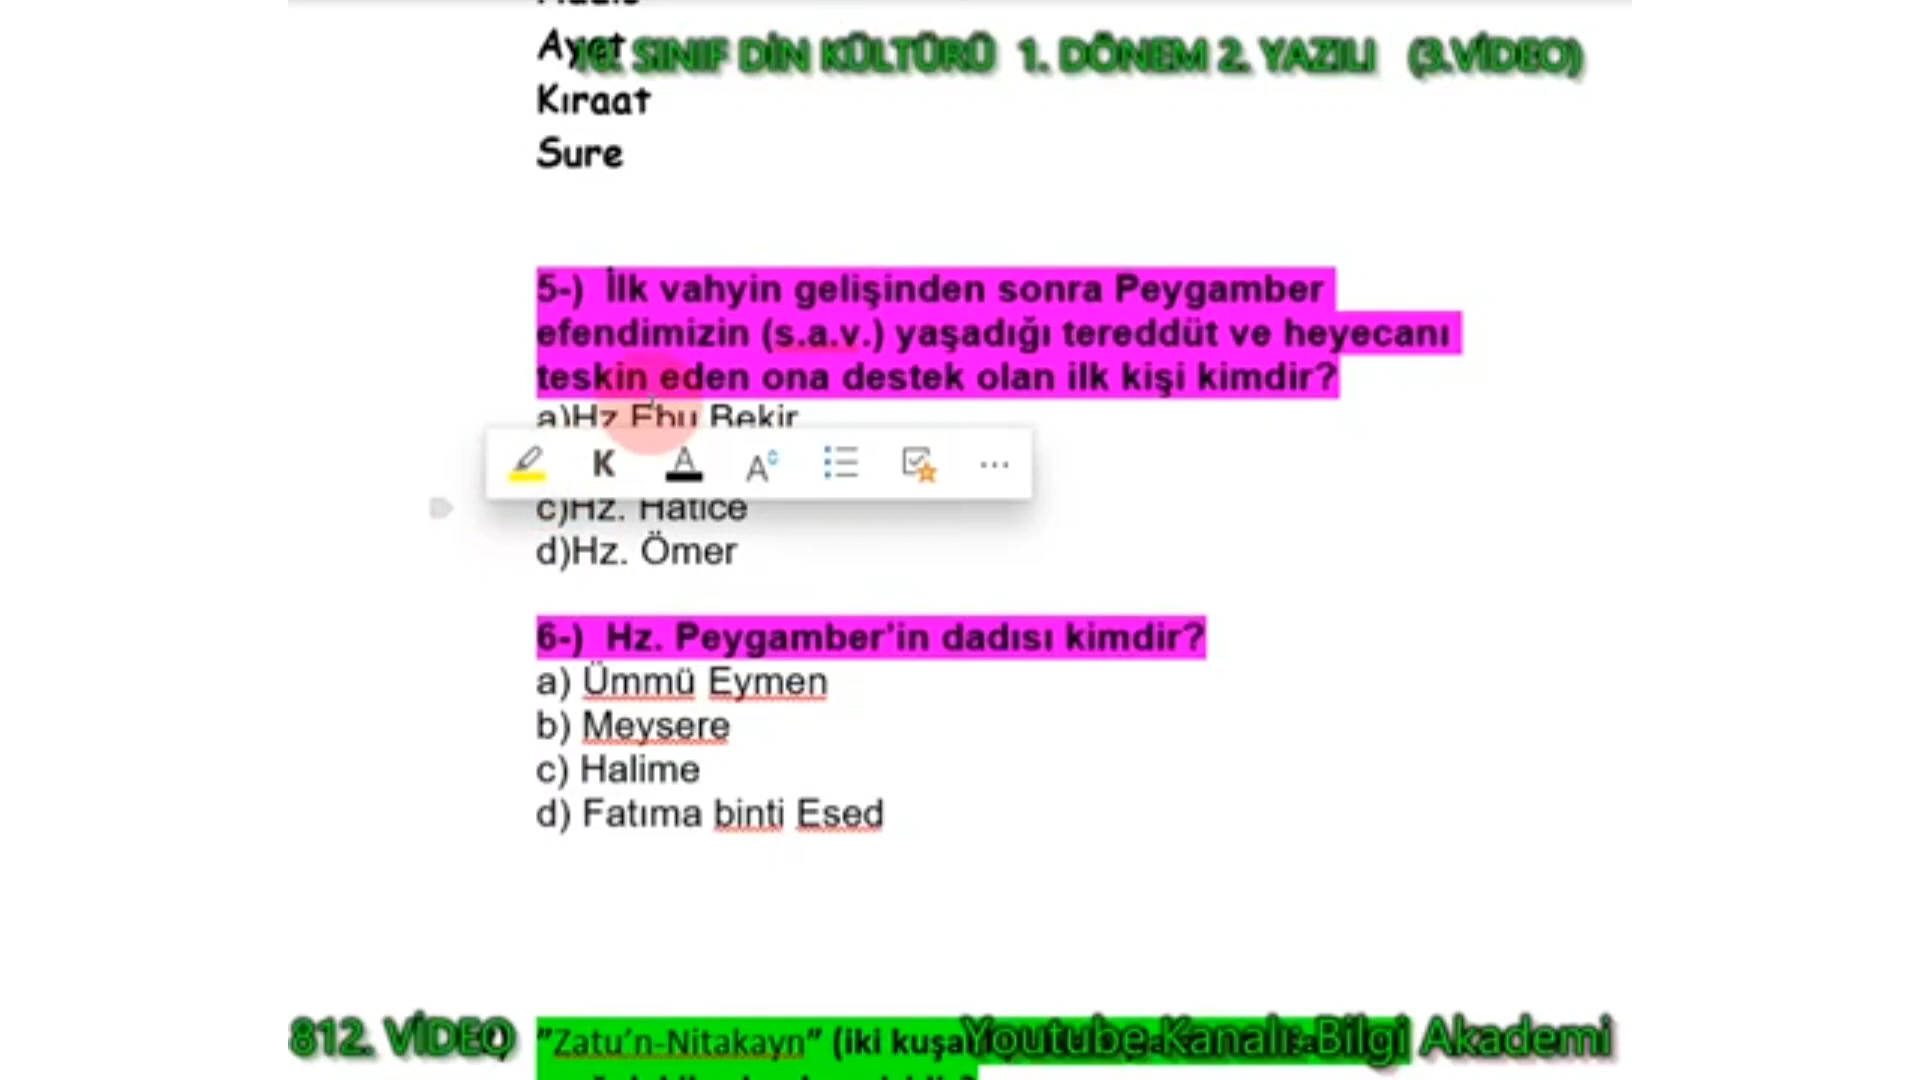 Ayet
10. SINIF DİN KÜLTÜRÜ 1. DÖNEM 2. YAZILI (3.VİDEO)
Kıraat
Sure
5-) İlk vahyin gelişinden sonra Peygamber
efendimizin (s.a.v.) yaşadığı tereddüt ve heyecanı
teskin eden ona destek olan ilk kişi kimdir?
a)Hz Ebu Bekir
K A A ...
c)Hz. Hatice
d)Hz. Ömer
6-) Hz. Peygamber'in dadısı kimdir?
a) Ümmü Eymen
b) Meysere
c) Halime
d) Fatıma binti Esed
812. VİDEO
"Zatu'n-Nitakayn" (iki
Youtube Kanalı: Bilgi Akademi